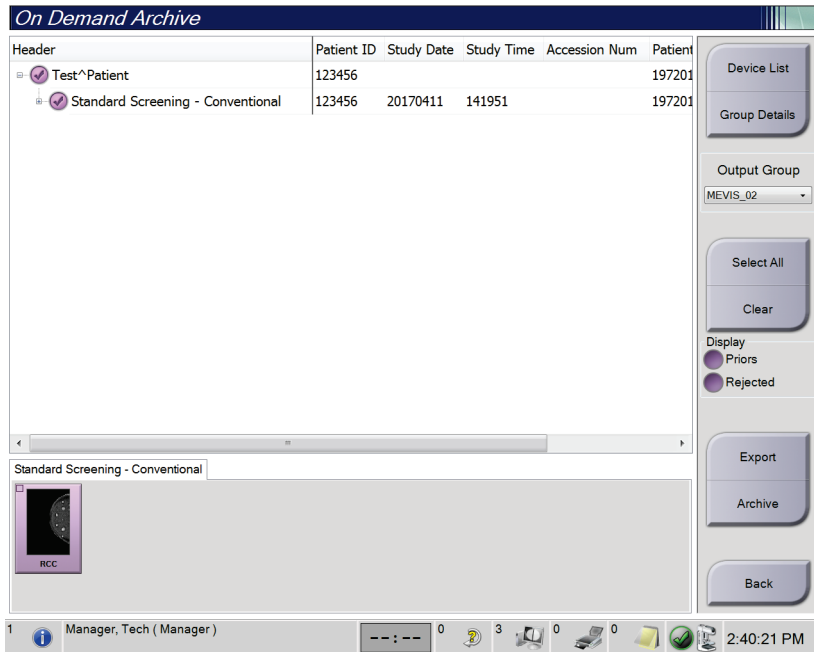 On Demand Archive
Header Patient ID Study Date Study Time Accession Num Patient
Test^Patient 123456 197201
Standard Screening - Conventional 123456 20170411 141951 197201
Device List
Group Details
Output Group
MEVIS_02
Select All
Clear
Display
Priors
Rejected
Export
Archive
Back
Standard Screening - Conventional
RCC
1 Manager, Tech ( Manager ) --:-- 0 3 0 0 2:40:21 PM